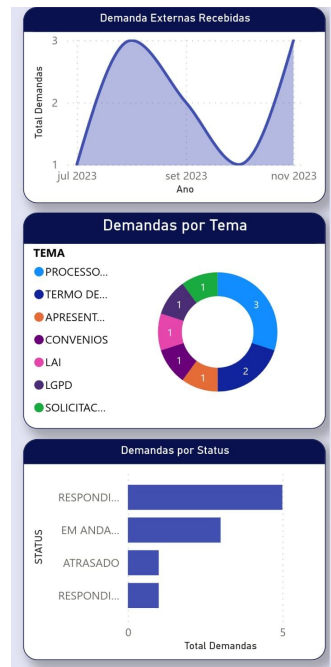 Demanda Externas Recebidas
Total Demandas
3
2
1
jul 2023 set 2023 nov 2023
Ano
Demandas por Tema
TEMA
PROCESSO...
TERMO DE...
APRESENT...
CONVENIOS
LAI
LGPD
SOLICITAC...
3
2
1
1
1
1
1
Demandas por Status
STATUS
RESPONDI...
EM ANDA...
ATRASADO
RESPONDI...
0 5
Total Demandas